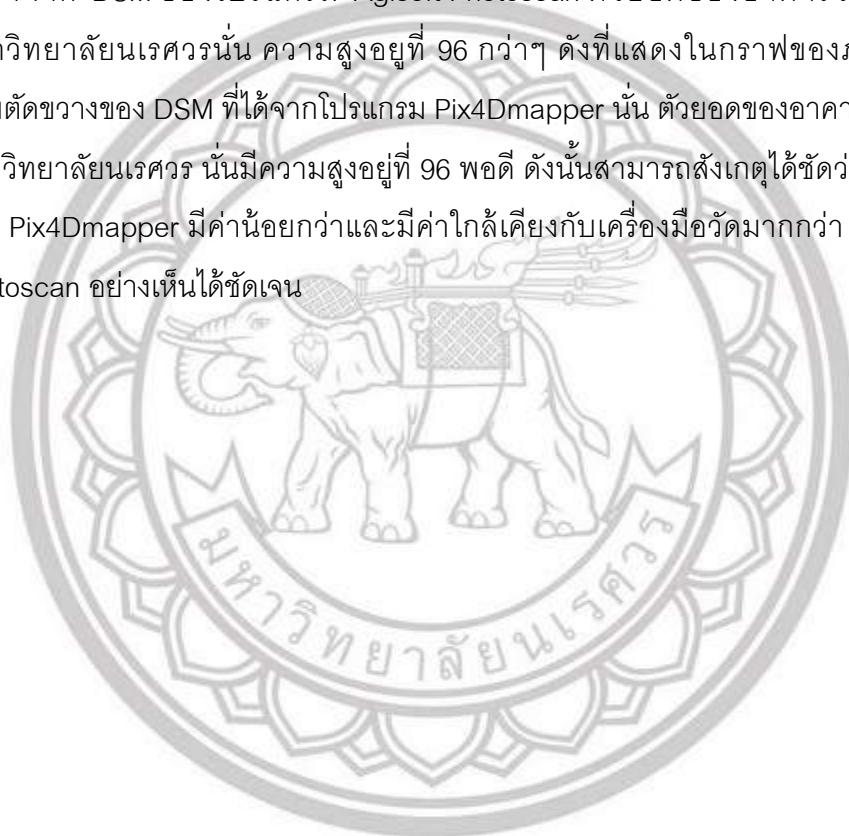 DSM Agisoft Photoscan
วิทยาลัยนเรศวรนั่น ความสูงอยู่ที่ 96 กว่าๆ ดังที่แสดงในกราฟของ
ตัดขวางของ DSM ที่ได้จากโปรแกรม Pix4Dmapper นั่น ตัวยอดของอาคา
วิทยาลัยนเรศวร นั่นมีความสูงอยู่ที่ 96 พอดี ดังนั้นสามารถสังเกตุได้ชัดว่
Pix4Dmapper มีค่าน้อยกว่าและมีค่าใกล้เคียงกับเครื่องมือวัดมากกว่า
toscan อย่างเห็นได้ชัดเจน
มหาวิทยาลัยนเรศวร